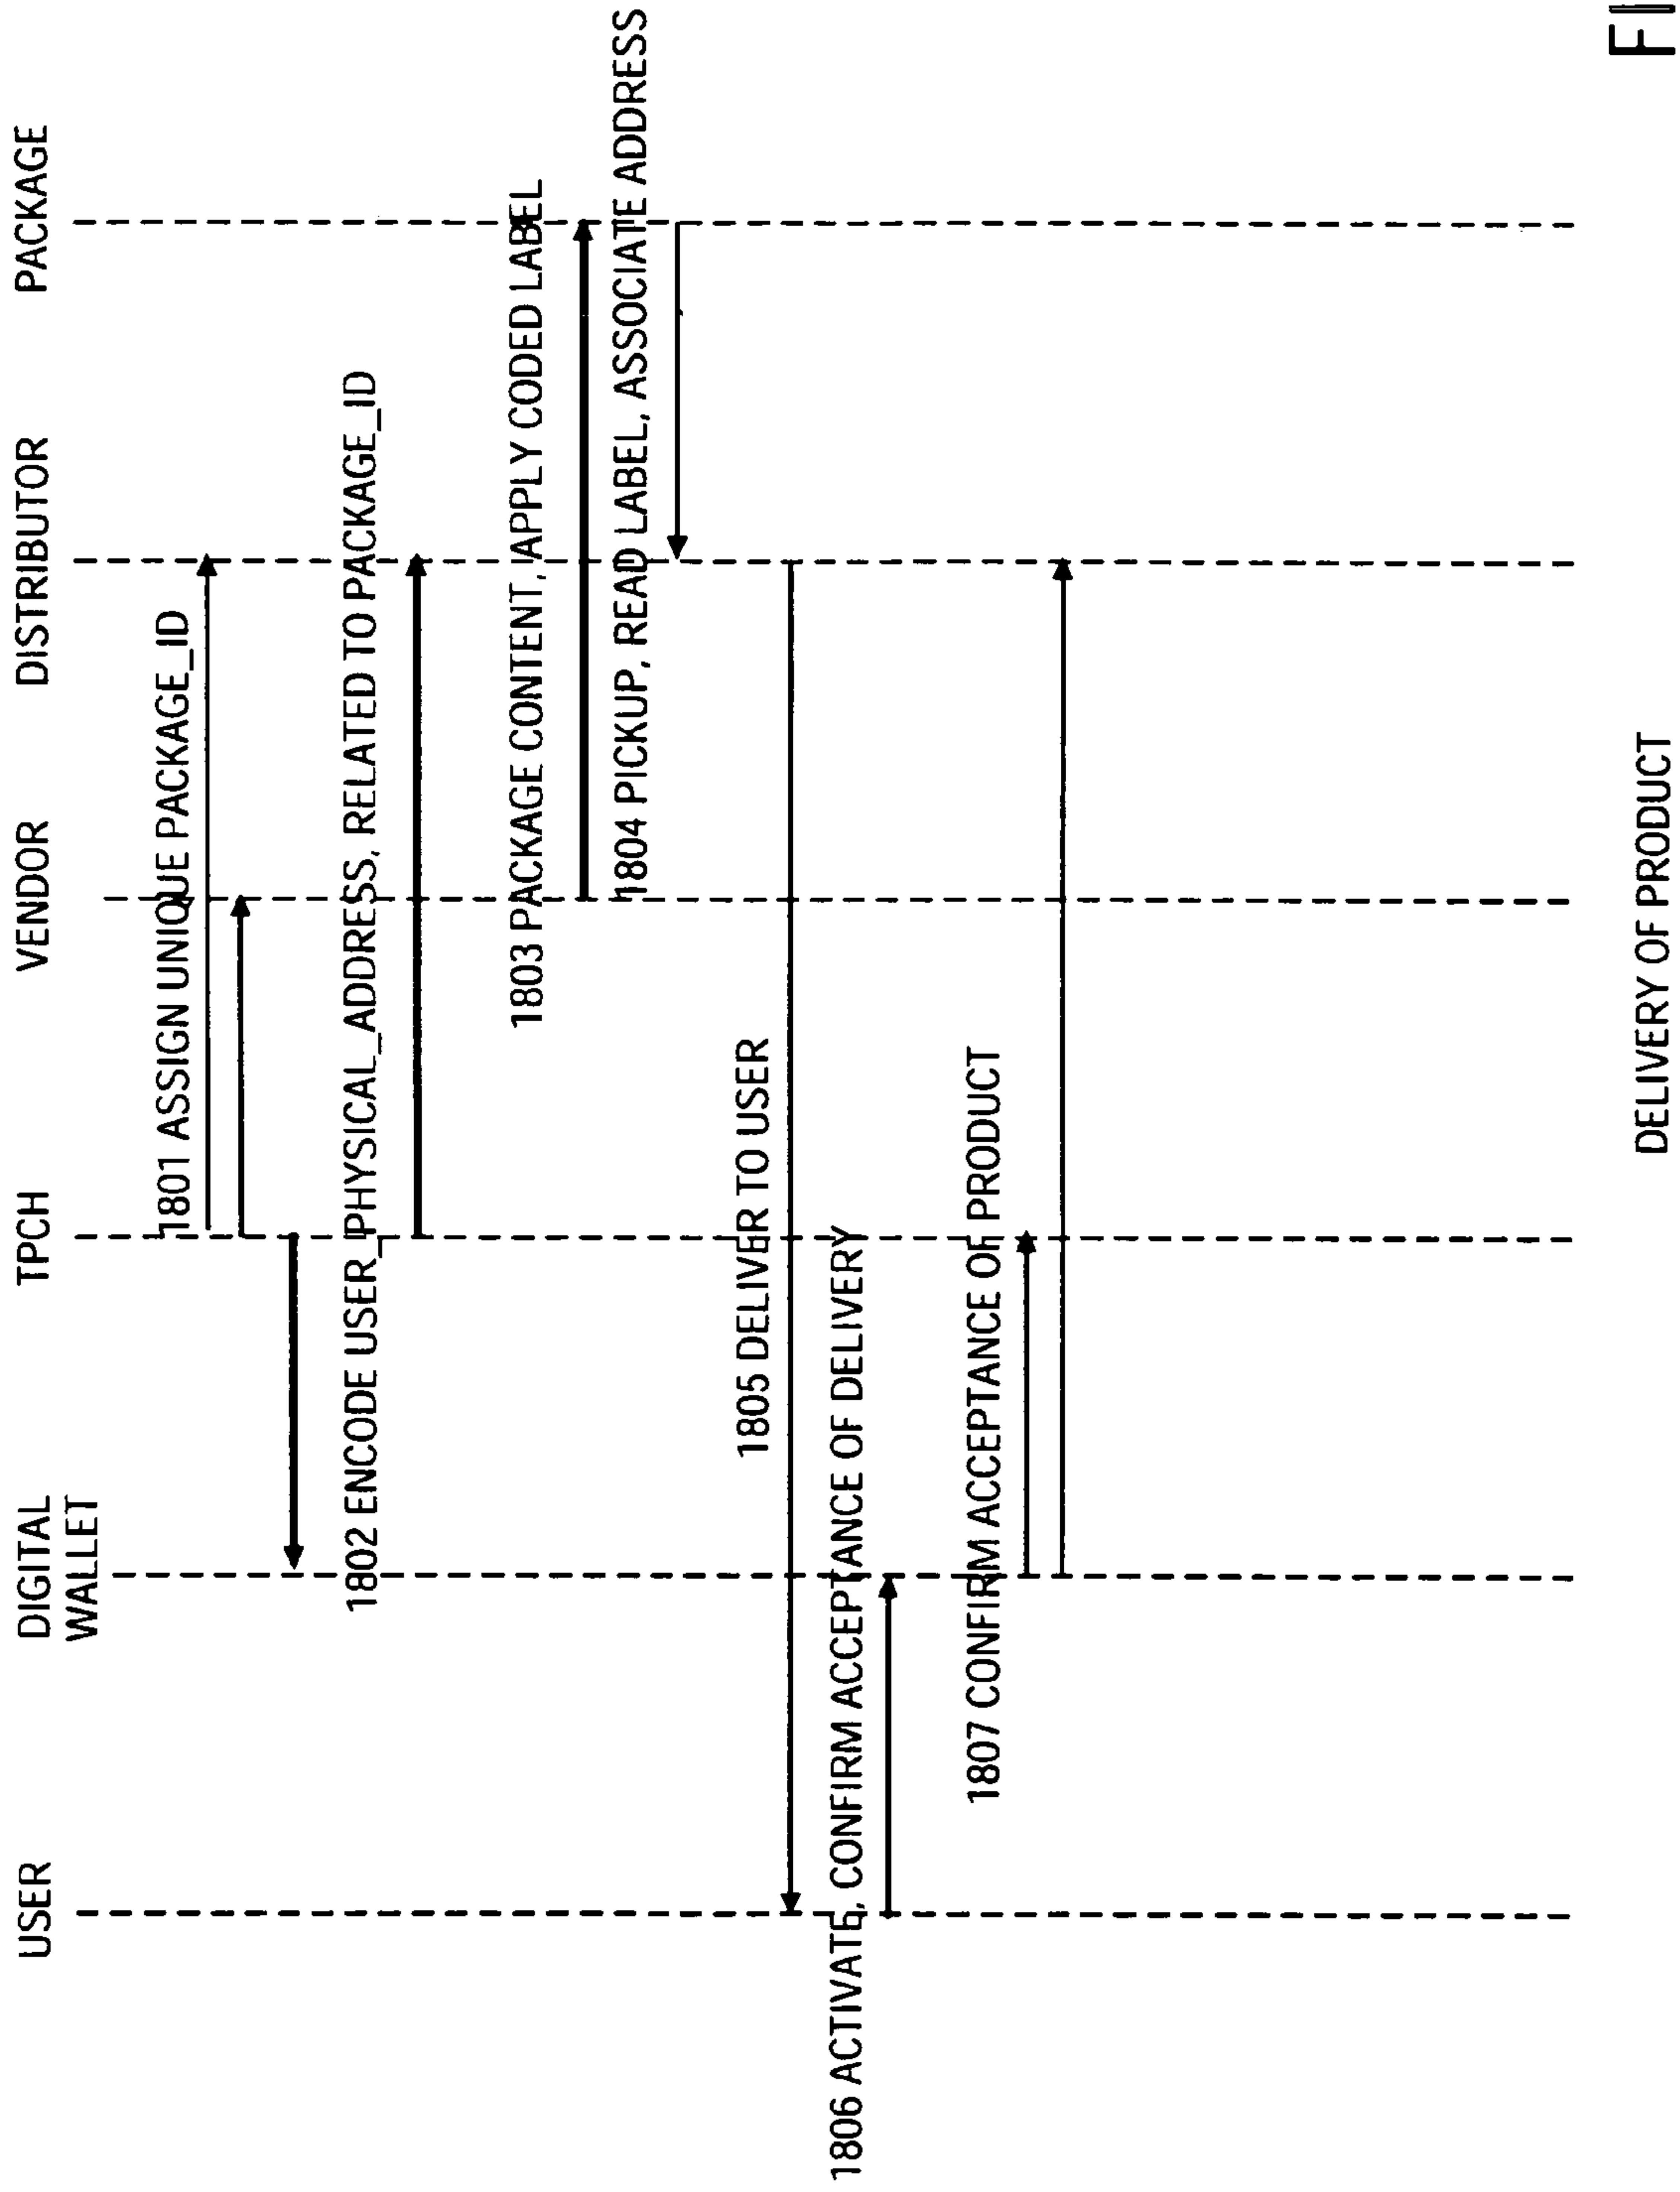 USER
DIGITAL
WALLET
TPCH
VENDOR
DISTRIBUTOR
PACKAGE
1801 ASSIGN UNIQUE PACKAGE_ID
1802 ENCODE USER_PHYSICAL_ADDRESS, RELATED TO PACKAGE_ID
1803 PACKAGE CONTENT, APPLY CODED LABEL
1804 PICKUP, READ LABEL, ASSOCIATE ADDRESS
1805 DELIVER TO USER
1806 ACTIVATE, CONFIRM ACCEPTANCE OF DELIVERY
1807 CONFIRM ACCEPTANCE OF PRODUCT
DELIVERY OF PRODUCT